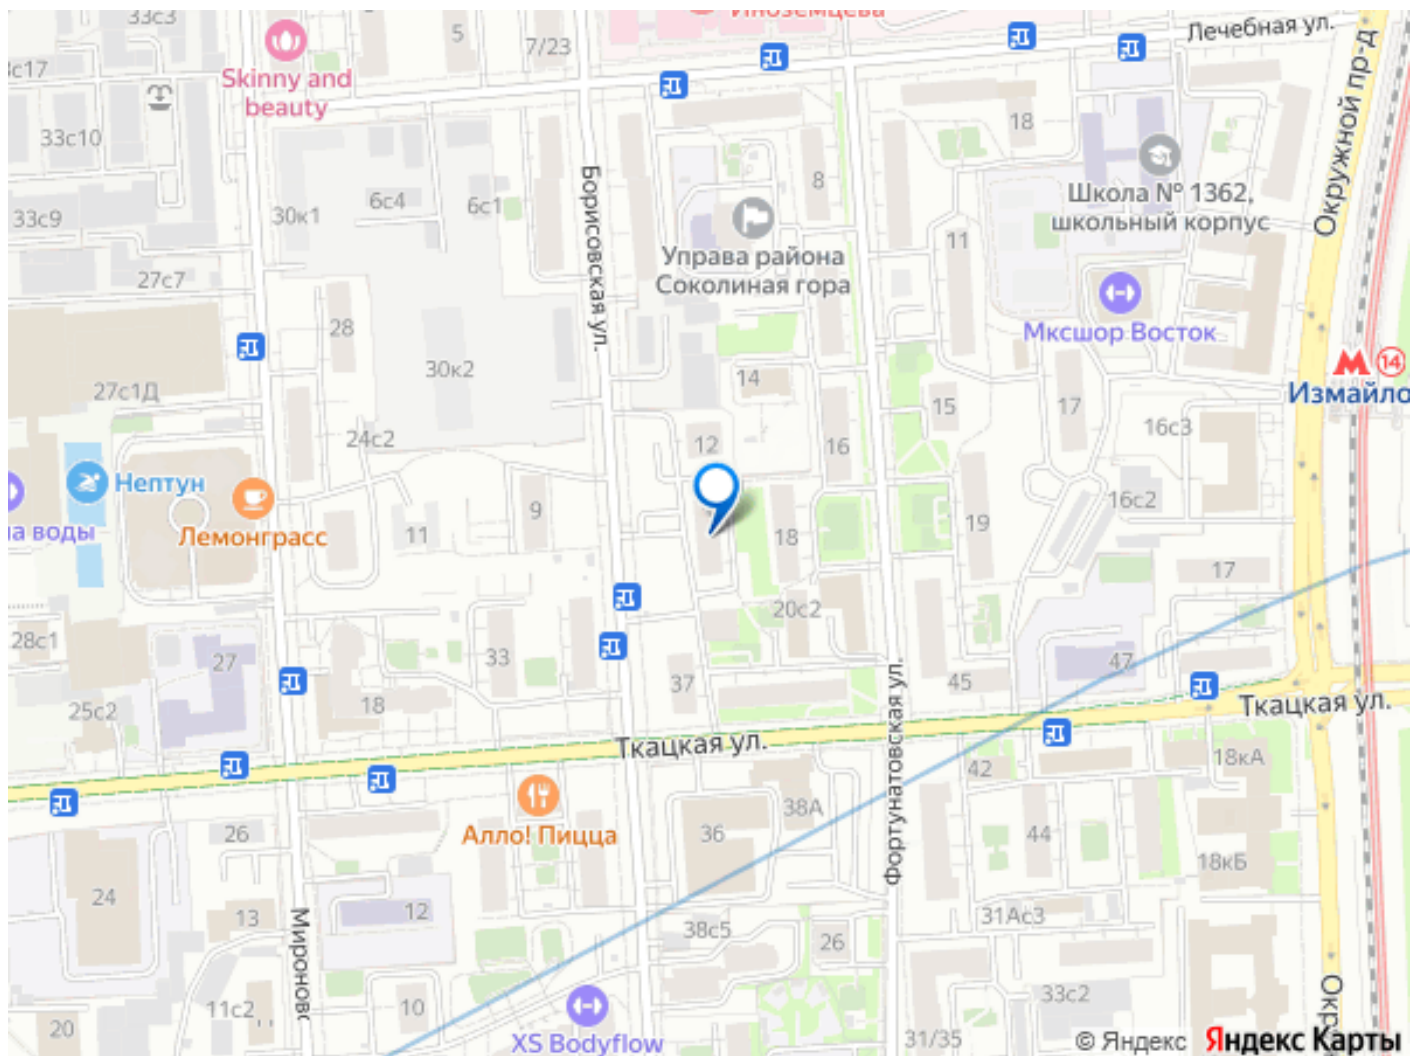 Иноземцева
Лечебная ул.
33с3
5
7/23
с17
Skinny and
beauty
33с10
18
Окружной пр-д
Борисовская ул.
8
Школа № 1362,
школьный корпус
6с4
6с1
30к1
33с9
11
Управа района
Соколиная гора
27с7
28
Мксшор Восток
14
Измайло
30к2
14
27с1Д
15
17
16с3
24с2
12
16
Нептун
16с2
9
19
а воды
Лемонграсс
11
18
17
20с2
28с1
27
33
47
37
45
25с2
18
Ткацкая ул.
Ткацкая ул.
Фортунатовская ул.
18кА
42
38А
26
Алло! Пицца
36
44
18кБ
24
13
12
31Ас3
Мироновс
38с5
26
11с2
10
33с2
Окр
20
XS Bodyflow
31/35
© Яндекс Яндекс Карты